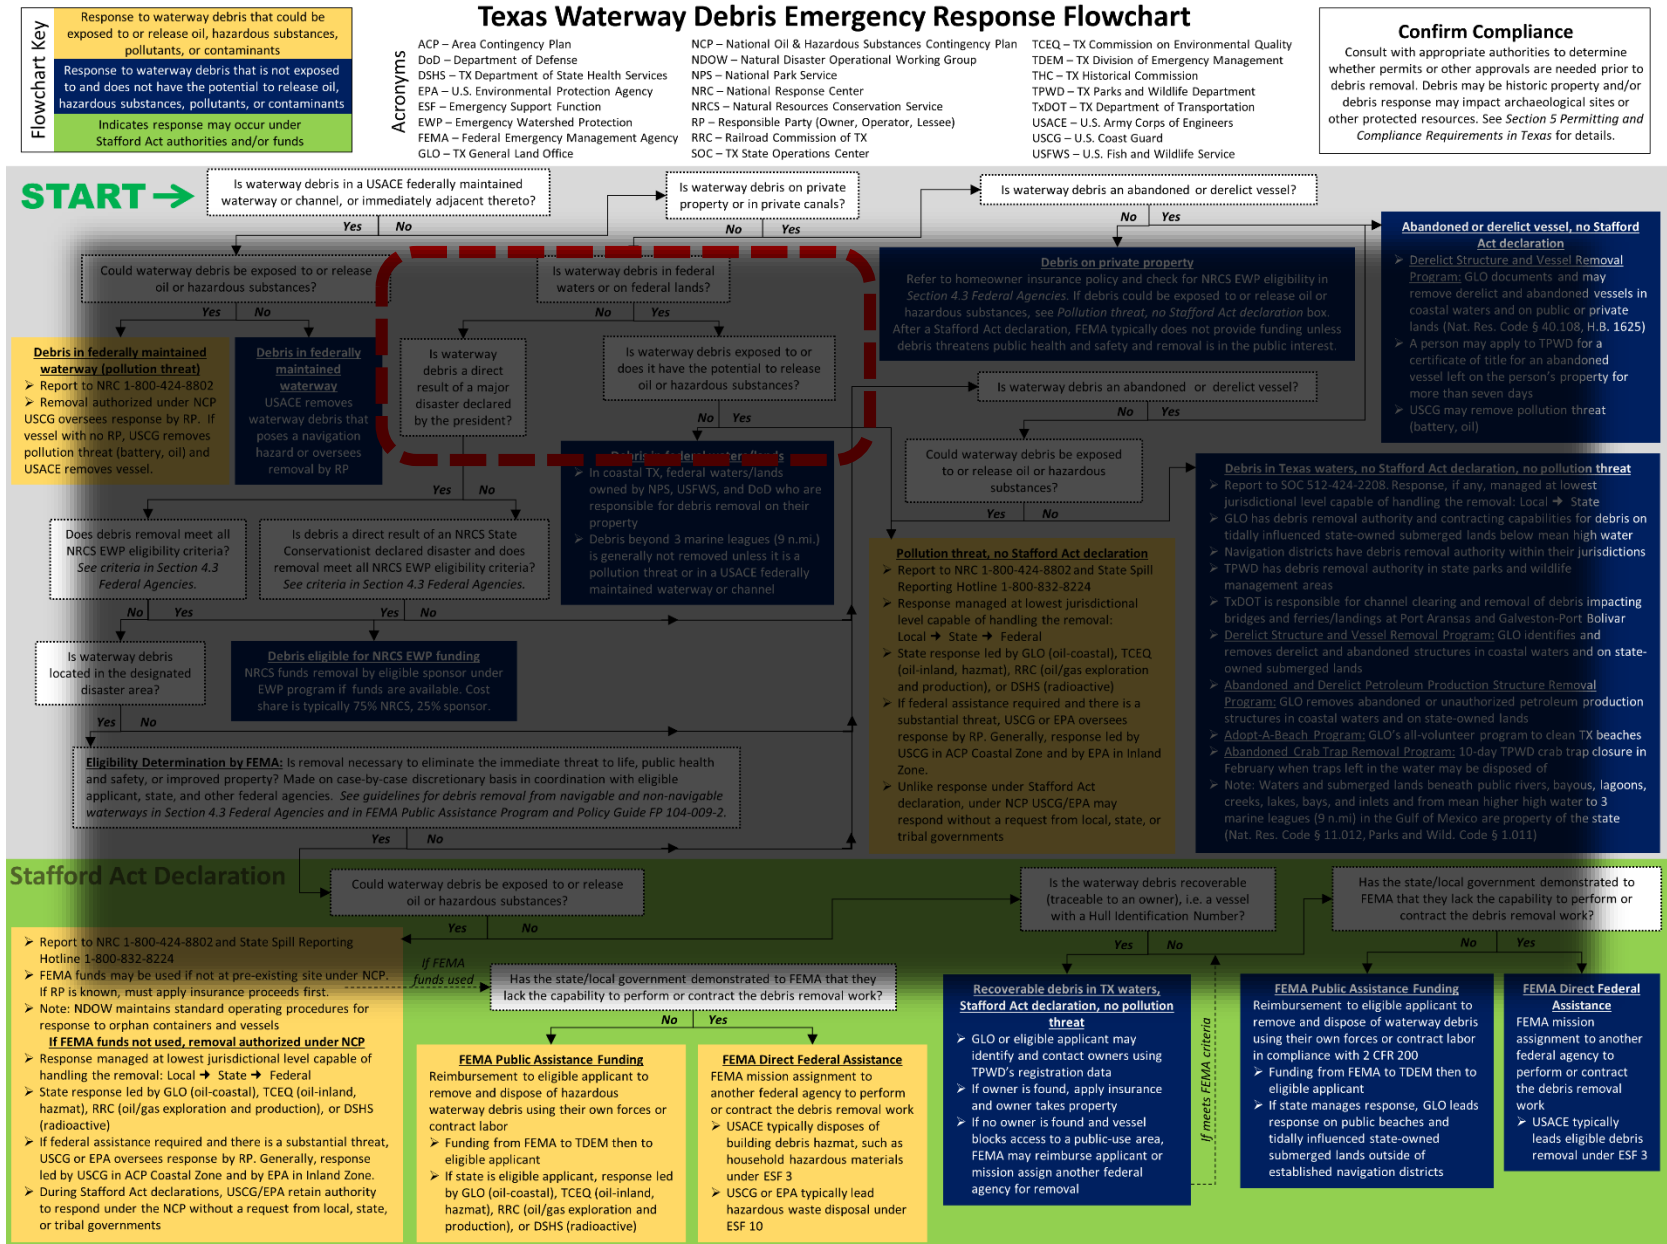 Texas Waterway Debris Emergency Response Flowchart
Flowchart Key
Response to waterway debris that could be
exposed to or release oil, hazardous substances,
pollutants, or contaminants
Response to waterway debris that is not exposed
to and does not have the potential to release oil,
hazardous substances, pollutants, or contaminants
Indicates response may occur under
Stafford Act authorities and/or funds
Acronyms
ACP – Area Contingency Plan
DoD – Department of Defense
DSHS – TX Department of State Health Services
EPA – U.S. Environmental Protection Agency
ESF – Emergency Support Function
EWP – Emergency Watershed Protection
FEMA – Federal Emergency Management Agency
GLO – TX General Land Office
NCP – National Oil & Hazardous Substances Contingency Plan
NDOW – Natural Disaster Operational Working Group
NPS – National Park Service
NRC – National Response Center
NRCS – Natural Resources Conservation Service
RP – Responsible Party (Owner, Operator, Lessee)
RRC – Railroad Commission of TX
SOC – TX State Operations Center
TCEQ – TX Commission on Environmental Quality
TDEM – TX Division of Emergency Management
THC – TX Historical Commission
TPWD – TX Parks and Wildlife Department
TxDOT – TX Department of Transportation
USACE – U.S. Army Corps of Engineers
USCG – U.S. Coast Guard
USFWS – U.S. Fish and Wildlife Service
Confirm Compliance
Consult with appropriate authorities to determine
whether permits or other approvals are needed prior to
debris removal. Debris may be historic property and/or
debris response may impact archaeological sites or
other protected resources. See Section 5 Permitting and
Compliance Requirements in Texas for details.
START
Is waterway debris in a USACE federally maintained
waterway or channel, or immediately adjacent thereto?
Yes No
Is waterway debris on private
property or in private canals?
No Yes
Is waterway debris an abandoned or derelict vessel?
No Yes
Could waterway debris be exposed to or release
oil or hazardous substances?
Yes No
Is waterway debris in federal
waters or on federal lands?
No Yes
Debris on private property
Refer to homeowner insurance policy and check for NRCS EWP eligibility in
Section 4.3 Federal Agencies. If debris could be exposed to or release oil or
hazardous substances, see Pollution threat, no Stafford Act declaration box.
After a Stafford Act declaration, FEMA typically does not provide funding unless
debris threatens public health and safety and removal is in the public interest.
Abandoned or derelict vessel, no Stafford
Act declaration
➢ Derelict Structure and Vessel Removal
Program: GLO documents and may
remove derelict and abandoned vessels in
coastal waters and on public or private
lands (Nat. Res. Code § 40.108, H.B. 1625)
➢ A person may apply to TPWD for a
certificate of title for an abandoned
vessel left on the person's property for
more than seven days
➢ USCG may remove pollution threat
(battery, oil)
Debris in federally maintained
waterway (pollution threat)
➢ Report to NRC 1-800-424-8802
➢ Removal authorized under NCP
USCG oversees response by RP. If
vessel with no RP, USCG removes
pollution threat (battery, oil) and
USACE removes vessel.
Debris in federally
maintained
waterway
USACE removes
waterway debris that
poses a navigation
hazard or oversees
removal by RP
Is waterway
debris a direct
result of a major
disaster declared
by the president?
Yes No
Is waterway debris exposed to or
does it have the potential to release
oil or hazardous substances?
No Yes
Is waterway debris an abandoned or derelict vessel?
No Yes
Debris in federal waters/lands
➢ In coastal TX, federal waters/lands
owned by NPS, USFWS, and DoD who are
responsible for debris removal on their
property
➢ Debris beyond 3 marine leagues (9 n.mi.)
is generally not removed unless it is a
pollution threat or in a USACE federally
maintained waterway or channel
Could waterway debris be exposed
to or release oil or hazardous
substances?
Yes No
Debris in Texas waters, no Stafford Act declaration, no pollution threat
➢ Report to SOC 512-424-2208. Response, if any, managed at lowest
jurisdictional level capable of handling the removal: Local ➜ State
➢ GLO has debris removal authority and contracting capabilities for debris on
tidally influenced state-owned submerged lands below mean high water
➢ Navigation districts have debris removal authority within their jurisdictions
➢ TPWD has debris removal authority in state parks and wildlife
management areas
➢ TxDOT is responsible for channel clearing and removal of debris impacting
bridges and ferries/landings at Port Aransas and Galveston-Port Bolivar
➢ Derelict Structure and Vessel Removal Program: GLO identifies and
removes derelict and abandoned structures in coastal waters and on state-
owned submerged lands
➢ Abandoned and Derelict Petroleum Production Structure Removal
Program: GLO removes abandoned or unauthorized petroleum production
structures in coastal waters and on state-owned lands
➢ Adopt-A-Beach Program: GLO's all-volunteer program to clean TX beaches
➢ Abandoned Crab Trap Removal Program: 10-day TPWD crab trap closure in
February when traps left in the water may be disposed of
➢ Note: Waters and submerged lands beneath public rivers, bayous, lagoons,
creeks, lakes, bays, and inlets and from mean higher high water to 3
marine leagues (9 n.mi) in the Gulf of Mexico are property of the state
(Nat. Res. Code § 11.012, Parks and Wild. Code § 1.011)
Does debris removal meet all
NRCS EWP eligibility criteria?
See criteria in Section 4.3
Federal Agencies.
No Yes
Is debris a direct result of an NRCS State
Conservationist declared disaster and does
removal meet all NRCS EWP eligibility criteria?
See criteria in Section 4.3 Federal Agencies.
Yes No
Pollution threat, no Stafford Act declaration
➢ Report to NRC 1-800-424-8802 and State Spill
Reporting Hotline 1-800-832-8224
➢ Response managed at lowest jurisdictional
level capable of handling the removal:
Local ➜ State ➜ Federal
➢ State response led by GLO (oil-coastal), TCEQ
(oil-inland, hazmat), RRC (oil/gas exploration
and production), or DSHS (radioactive)
➢ If federal assistance required and there is a
substantial threat, USCG or EPA oversees
response by RP. Generally, response led by
USCG in ACP Coastal Zone and by EPA in Inland
Zone.
➢ Unlike response under Stafford Act
declaration, under NCP USCG/EPA may
respond without a request from local, state, or
tribal governments
Is waterway debris
located in the designated
disaster area?
Yes No
Debris eligible for NRCS EWP funding
NRCS funds removal by eligible sponsor under
EWP program if funds are available. Cost
share is typically 75% NRCS, 25% sponsor.
Eligibility Determination by FEMA: Is removal necessary to eliminate the immediate threat to life, public health
and safety, or improved property? Made on case-by-case discretionary basis in coordination with eligible
applicant, state, and other federal agencies. See guidelines for debris removal from navigable and non-navigable
waterways in Section 4.3 Federal Agencies and in FEMA Public Assistance Program and Policy Guide FP 104-009-2.
Yes No
Stafford Act Declaration
Could waterway debris be exposed to or release
oil or hazardous substances?
Yes No
Is the waterway debris recoverable
(traceable to an owner), i.e. a vessel
with a Hull Identification Number?
Yes No
Has the state/local government demonstrated to
FEMA that they lack the capability to perform or
contract the debris removal work?
No Yes
➢ Report to NRC 1-800-424-8802 and State Spill Reporting
Hotline 1-800-832-8224
➢ FEMA funds may be used if not at pre-existing site under NCP.
If RP is known, must apply insurance proceeds first.
➢ Note: NDOW maintains standard operating procedures for
response to orphan containers and vessels
If FEMA funds not used, removal authorized under NCP
➢ Response managed at lowest jurisdictional level capable of
handling the removal: Local ➜ State ➜ Federal
➢ State response led by GLO (oil-coastal), TCEQ (oil-inland,
hazmat), RRC (oil/gas exploration and production), or DSHS
(radioactive)
➢ If federal assistance required and there is a substantial threat,
USCG or EPA oversees response by RP. Generally, response
led by USCG in ACP Coastal Zone and by EPA in Inland Zone.
➢ During Stafford Act declarations, USCG/EPA retain authority
to respond under the NCP without a request from local, state,
or tribal governments
If FEMA
funds used
Has the state/local government demonstrated to FEMA that they
lack the capability to perform or contract the debris removal work?
No Yes
FEMA Public Assistance Funding
Reimbursement to eligible applicant to
remove and dispose of hazardous
waterway debris using their own forces or
contract labor
➢ Funding from FEMA to TDEM then to
eligible applicant
➢ If state is eligible applicant, response led
by GLO (oil-coastal), TCEQ (oil-inland,
hazmat), RRC (oil/gas exploration and
production), or DSHS (radioactive)
FEMA Direct Federal Assistance
FEMA mission assignment to
another federal agency to perform
or contract the debris removal work
➢ USACE typically disposes of
building debris hazmat, such as
household hazardous materials
under ESF 3
➢ USCG or EPA typically lead
hazardous waste disposal under
ESF 10
Recoverable debris in TX waters,
Stafford Act declaration, no pollution
threat
➢ GLO or eligible applicant may
identify and contact owners using
TPWD's registration data
➢ If owner is found, apply insurance
and owner takes property
➢ If no owner is found and vessel
blocks access to a public-use area,
FEMA may reimburse applicant or
mission assign another federal
agency for removal
If meets FEMA criteria
FEMA Public Assistance Funding
Reimbursement to eligible applicant to
remove and dispose of waterway debris
using their own forces or contract labor
in compliance with 2 CFR 200
➢ Funding from FEMA to TDEM then to
eligible applicant
➢ If state manages response, GLO leads
response on public beaches and
tidally influenced state-owned
submerged lands outside of
established navigation districts
FEMA Direct Federal
Assistance
FEMA mission
assignment to another
federal agency to
perform or contract
the debris removal
work
➢ USACE typically
leads eligible debris
removal under ESF 3